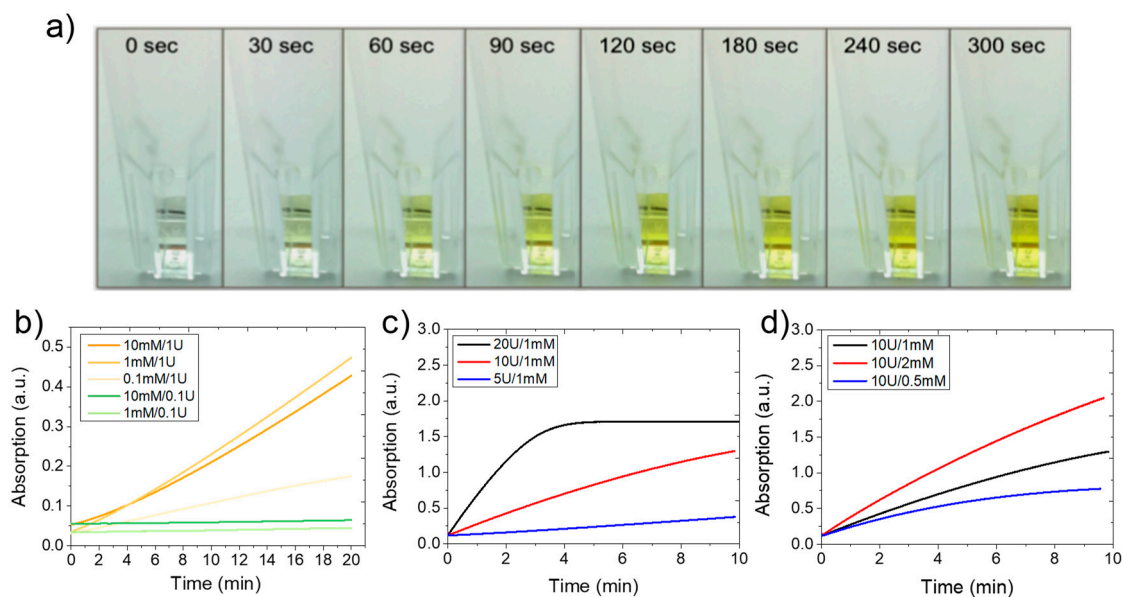 a)
0 sec 30 sec 60 sec 90 sec 120 sec 180 sec 240 sec 300 sec
b)
10mM/1U
1mM/1U
0.1mM/1U
10mM/0.1U
1mM/0.1U
Absorption (a.u.)
0.5
0.4
0.3
0.2
0.1
0.0
0 2 4 6 8 10 12 14 16 18 20
Time (min)
c)
20U/1mM
10U/1mM
5U/1mM
Absorption (a.u.)
3.0
2.5
2.0
1.5
1.0
0.5
0.0
0 2 4 6 8 10
Time (min)
d)
10U/1mM
10U/2mM
10U/0.5mM
Absorption (a.u.)
3.0
2.5
2.0
1.5
1.0
0.5
0.0
0 2 4 6 8 10
Time (min)